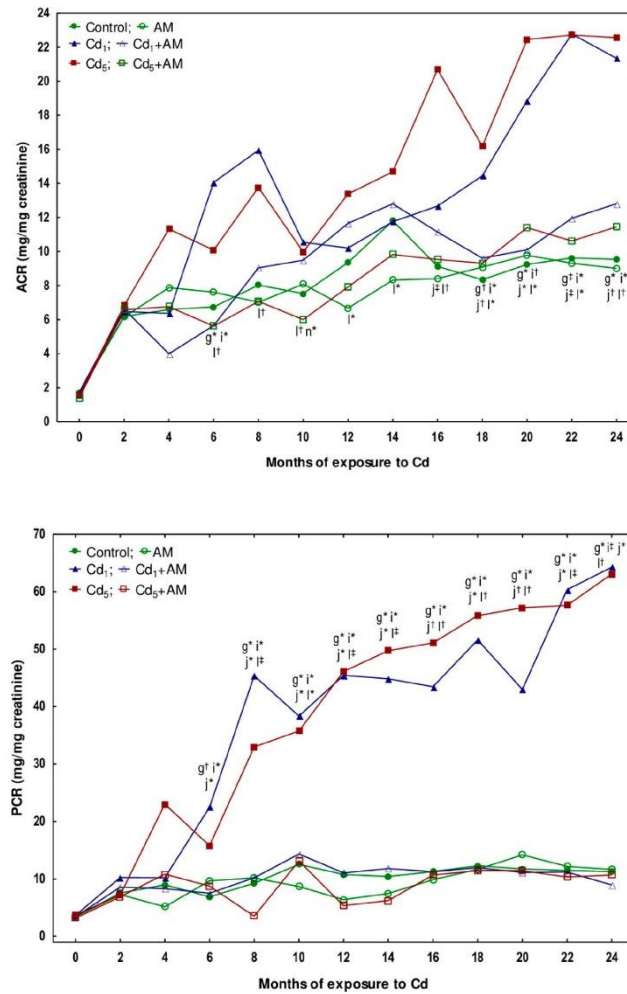 24
22
20
18
16
14
12
10
8
6
4
2
0
ACR (mg/mg creatinine)
Control; AM
Cd₁; Cd₁+AM
Cd₅; Cd₅+AM
g* i*
l†
l†
l† n*
l*
l*
j‡ l†
g† i*
j† l*
g* i†
j* l*
g‡ i*
j‡ l*
g* i*
j† l†
0 2 4 6 8 10 12 14 16 18 20 22 24
Months of exposure to Cd
70
60
50
40
30
20
10
0
PCR (mg/mg creatinine)
Control; AM
Cd₁; Cd₁+AM
Cd₅; Cd₅+AM
g† i*
j*
g* i*
j* l‡
g* i*
j* l*
g* i*
j* l‡
g* i*
j* l‡
g* i*
j† l†
g* i*
j* l†
g* i*
j† l†
g* i*
j* l‡
g* i‡ j*
l†
0 2 4 6 8 10 12 14 16 18 20 22 24
Months of exposure to Cd